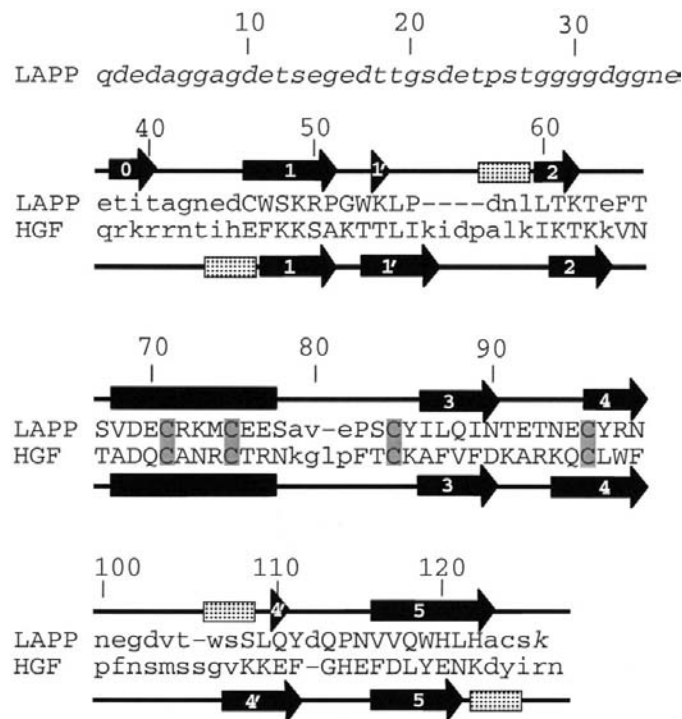 10 20 30
LAPP qdedaggagdetsegedttgsdetpstggggdggne
40 50 60
0 1 1' 2
LAPP etitagnedCWSKRPGWKLP----dnlLTKTeFT
HGF qrkrrntihEFKKSAKTTLIkidpalkIKTKkVN
1 1' 2
70 80 90
3 4
LAPP SVDECRKMCEESav-ePSCYILQINTETNECYRN
HGF TADQCANRCTRNkglpFTCKAFVFDKARKQCLWF
3 4
100 110 120
4' 5
LAPP negdvt-wsSLQYdQPNVVQWHLHacsk
HGF pfnsmssgvKKEF-GHEFDLYENKdyirn
4' 5